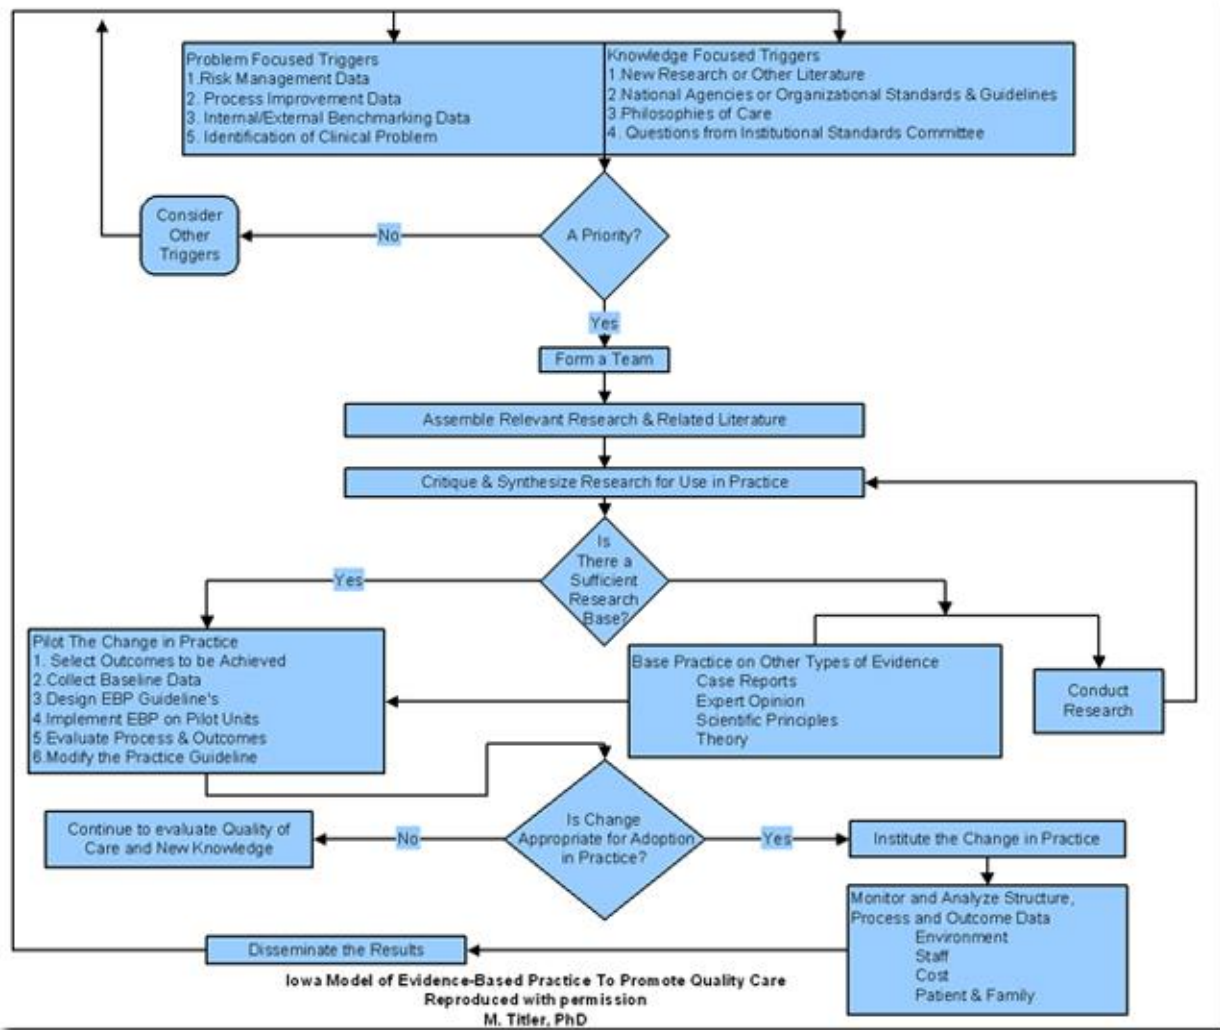 Problem Focused Triggers
1.Risk Management Data
2. Process Improvement Data
3. Internal/External Benchmarking Data
5. Identification of Clinical Problem
Knowledge Focused Triggers
1.New Research or Other Literature
2.National Agencies or Organizational Standards & Guidelines
3.Philosophies of Care
4. Questions from Institutional Standards Committee
Consider
Other
Triggers
No
A Priority?
Yes
Form a Team
Assemble Relevant Research & Related Literature
Critique & Synthesize Research for Use in Practice
Is
There a
Sufficient
Research
Base?
Yes
Pilot The Change in Practice
1. Select Outcomes to be Achieved
2.Collect Baseline Data
3.Design EBP Guideline's
4.Implement EBP on Pilot Units
5.Evaluate Process & Outcomes
6.Modify the Practice Guideline
Base Practice on Other Types of Evidence
Case Reports
Expert Opinion
Scientific Principles
Theory
Conduct
Research
Is Change
Appropriate for Adoption
in Practice?
No
Continue to evaluate Quality of
Care and New Knowledge
Yes
Institute the Change in Practice
Monitor and Analyze Structure,
Process and Outcome Data
Environment
Staff
Cost
Patient & Family
Disseminate the Results
Iowa Model of Evidence-Based Practice To Promote Quality Care
Reproduced with permission
M. Titler, PhD